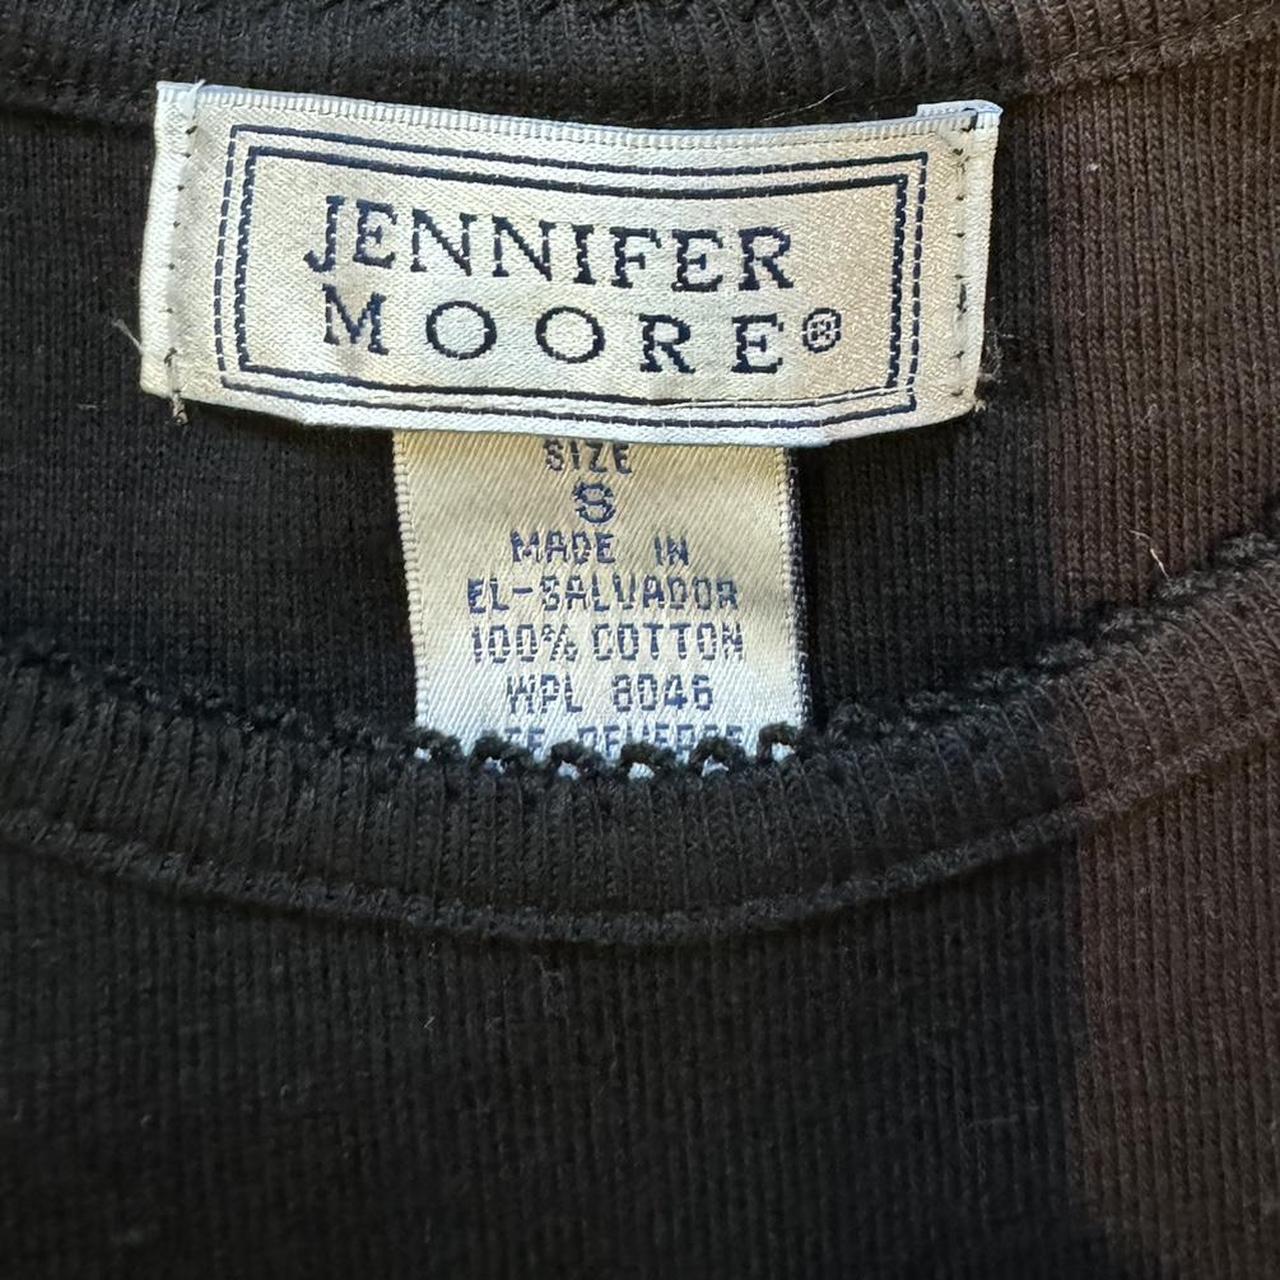 JENNIFER
MOORE®
SIZE
S
MADE IN
EL-SALVADOR
100% COTTON
WPL 8046